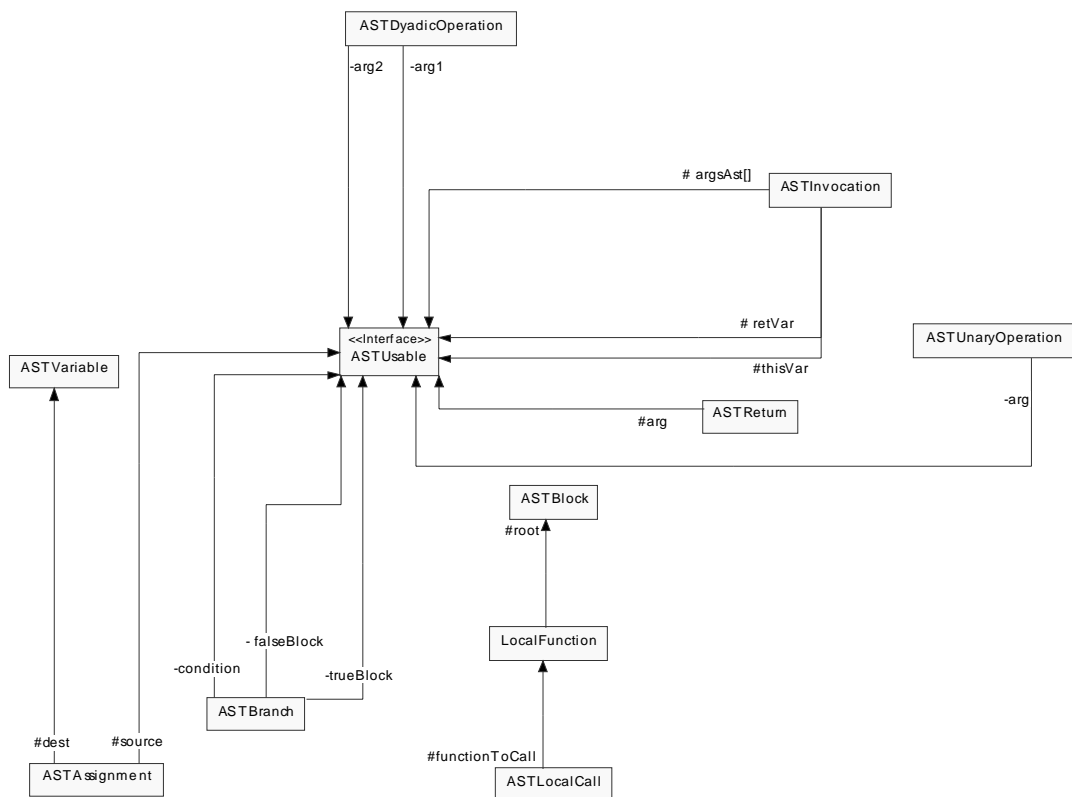 ASTDyadicOperation
-arg2
-arg1
# argsAst[]
ASTInvocation
# retVar
<<Interface>>
ASTUsable
ASTUnaryOperation
ASTVariable
#thisVar
-arg
ASTReturn
#arg
ASTBlock
#root
- falseBlock
LocalFunction
-condition
-trueBlock
ASTBranch
#dest
#source
#functionToCall
ASTAssignment
ASTLocalCall